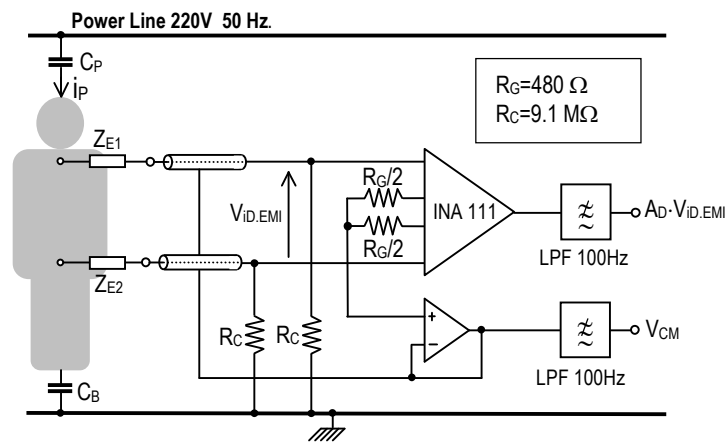 Power Line 220V 50 Hz.
CP
iP
RG=480 Ω
RC=9.1 MΩ
ZE1
RG/2
ViD.EMI
INA 111
AD·ViD.EMI
RG/2
LPF 100Hz
ZE2
+
RC
RC
−
VCM
LPF 100Hz
CB